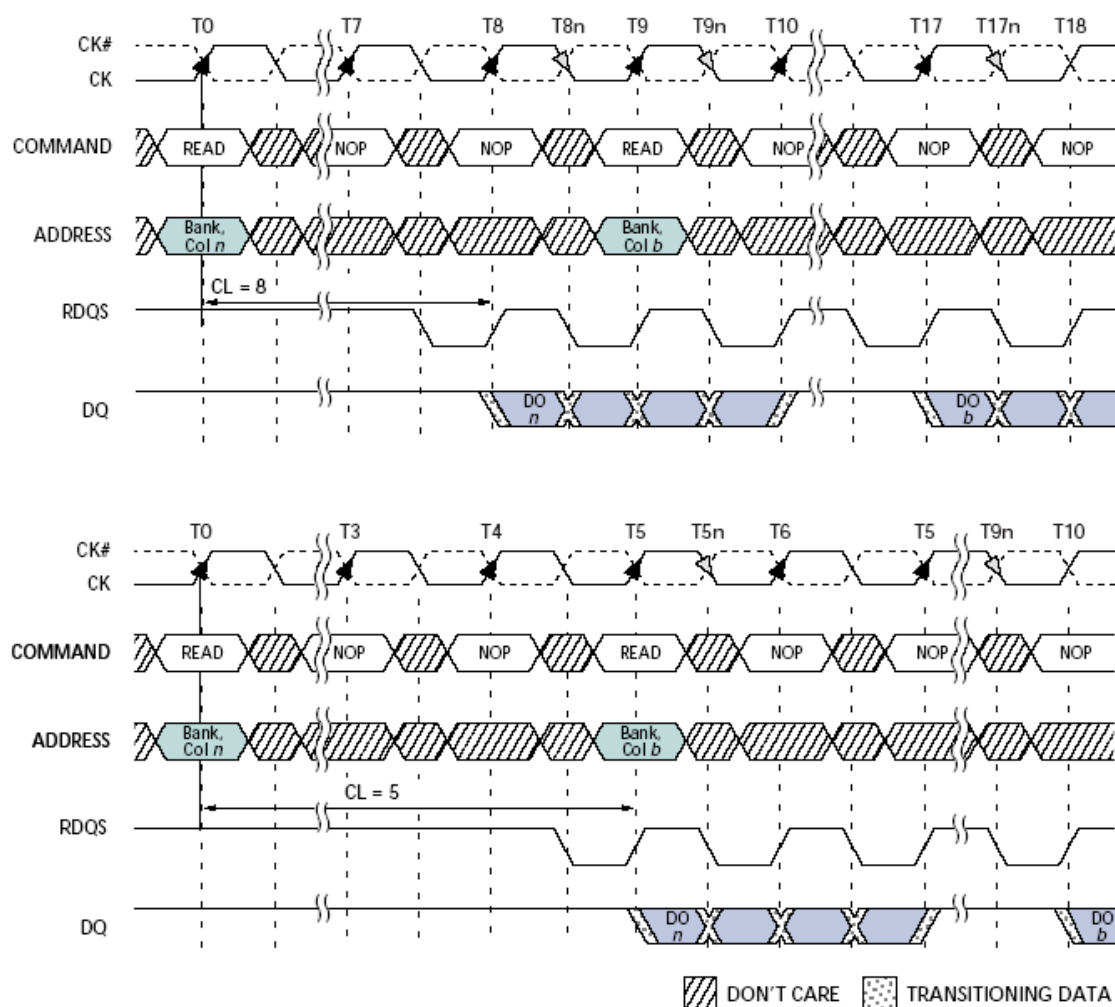 T0 T7 T8 T8n T9 T9n T10 T17 T17n T18
CK#
CK
COMMAND READ NOP NOP READ NOP NOP NOP
ADDRESS Bank, Col n Bank, Col b
CL = 8
RDQS
DQ DO n DO b
T0 T3 T4 T5 T5n T6 T5 T9n T10
CK#
CK
COMMAND READ NOP NOP READ NOP NOP NOP
ADDRESS Bank, Col n Bank, Col b
CL = 5
RDQS
DQ DO n DO b
DON'T CARE TRANSITIONING DATA